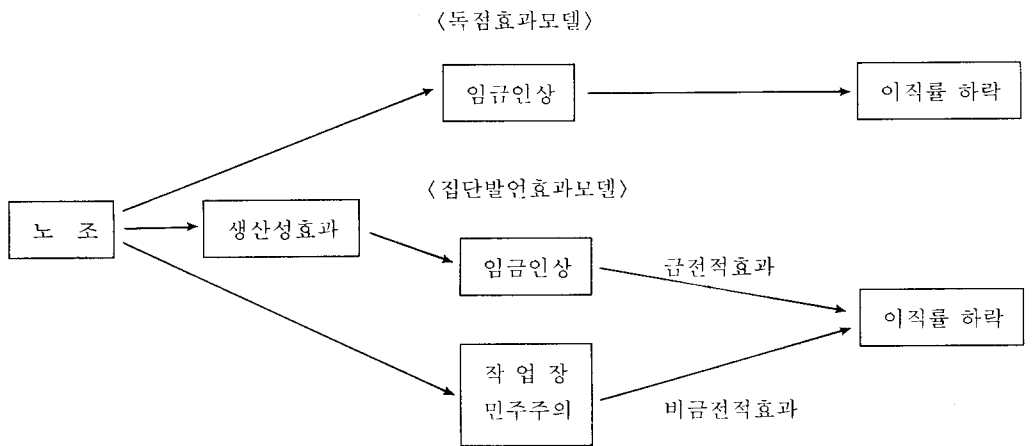 〈독점효과모델〉
임금인상
이직률 하락
〈집단발언효과모델〉
노 조
생산성효과
임금인상
금전적효과
이직률 하락
작 업 장
민주주의
비금전적효과